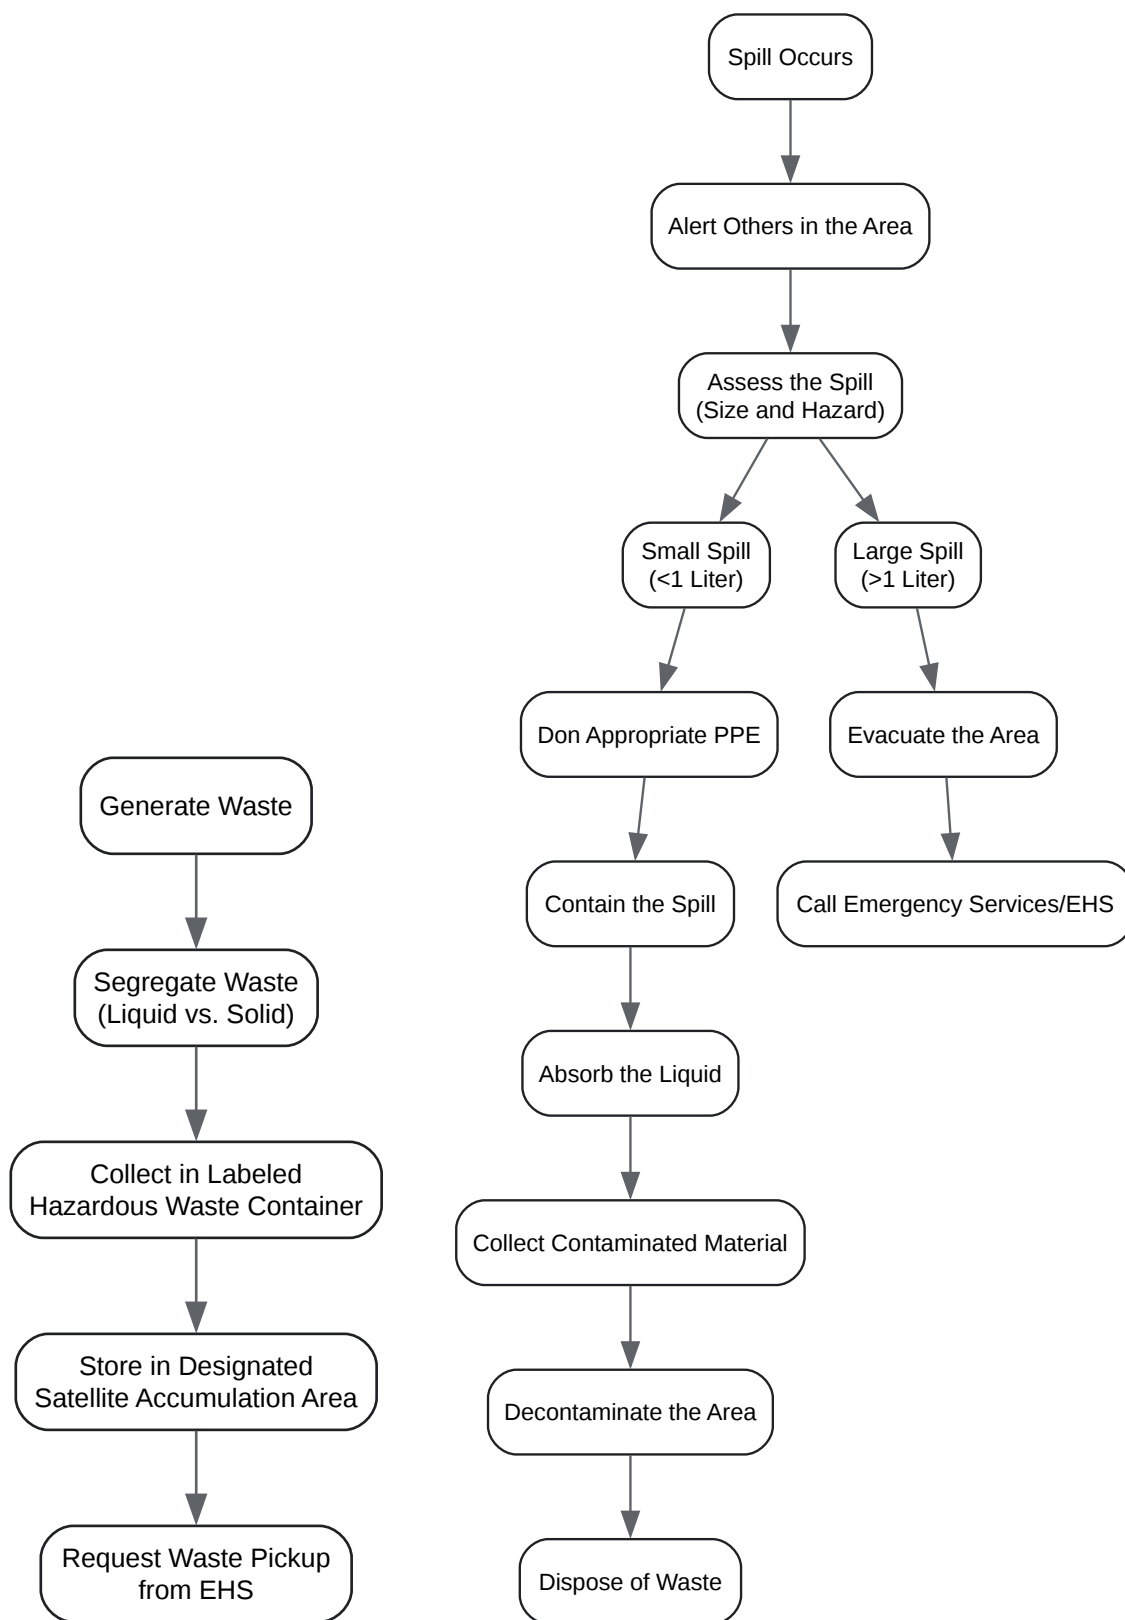 Spill Occurs
Alert Others in the Area
Assess the Spill
(Size and Hazard)
Small Spill
(<1 Liter)
Large Spill
(>1 Liter)
Don Appropriate PPE
Evacuate the Area
Contain the Spill
Call Emergency Services/EHS
Absorb the Liquid
Collect Contaminated Material
Decontaminate the Area
Dispose of Waste
Generate Waste
Segregate Waste
(Liquid vs. Solid)
Collect in Labeled
Hazardous Waste Container
Store in Designated
Satellite Accumulation Area
Request Waste Pickup
from EHS